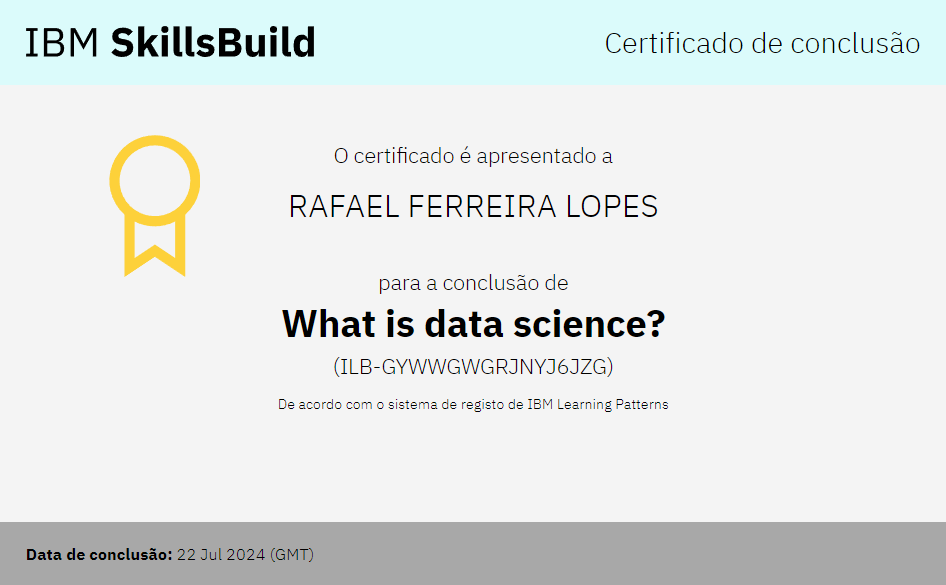 IBM SkillsBuild
Certificado de conclusão
O certificado é apresentado a
RAFAEL FERREIRA LOPES
para a conclusão de
What is data science?
(ILB-GYWWGWGRJNYJ6JZG)
De acordo com o sistema de registo de IBM Learning Patterns
Data de conclusão: 22 Jul 2024 (GMT)